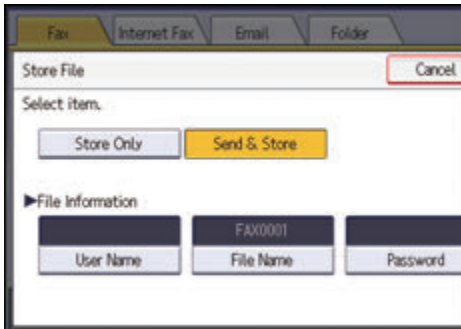 Fax Internet Fax Email Folder
Store File Cancel
Select item.
Store Only Send & Store
►File Information
FAX0001
User Name File Name Password